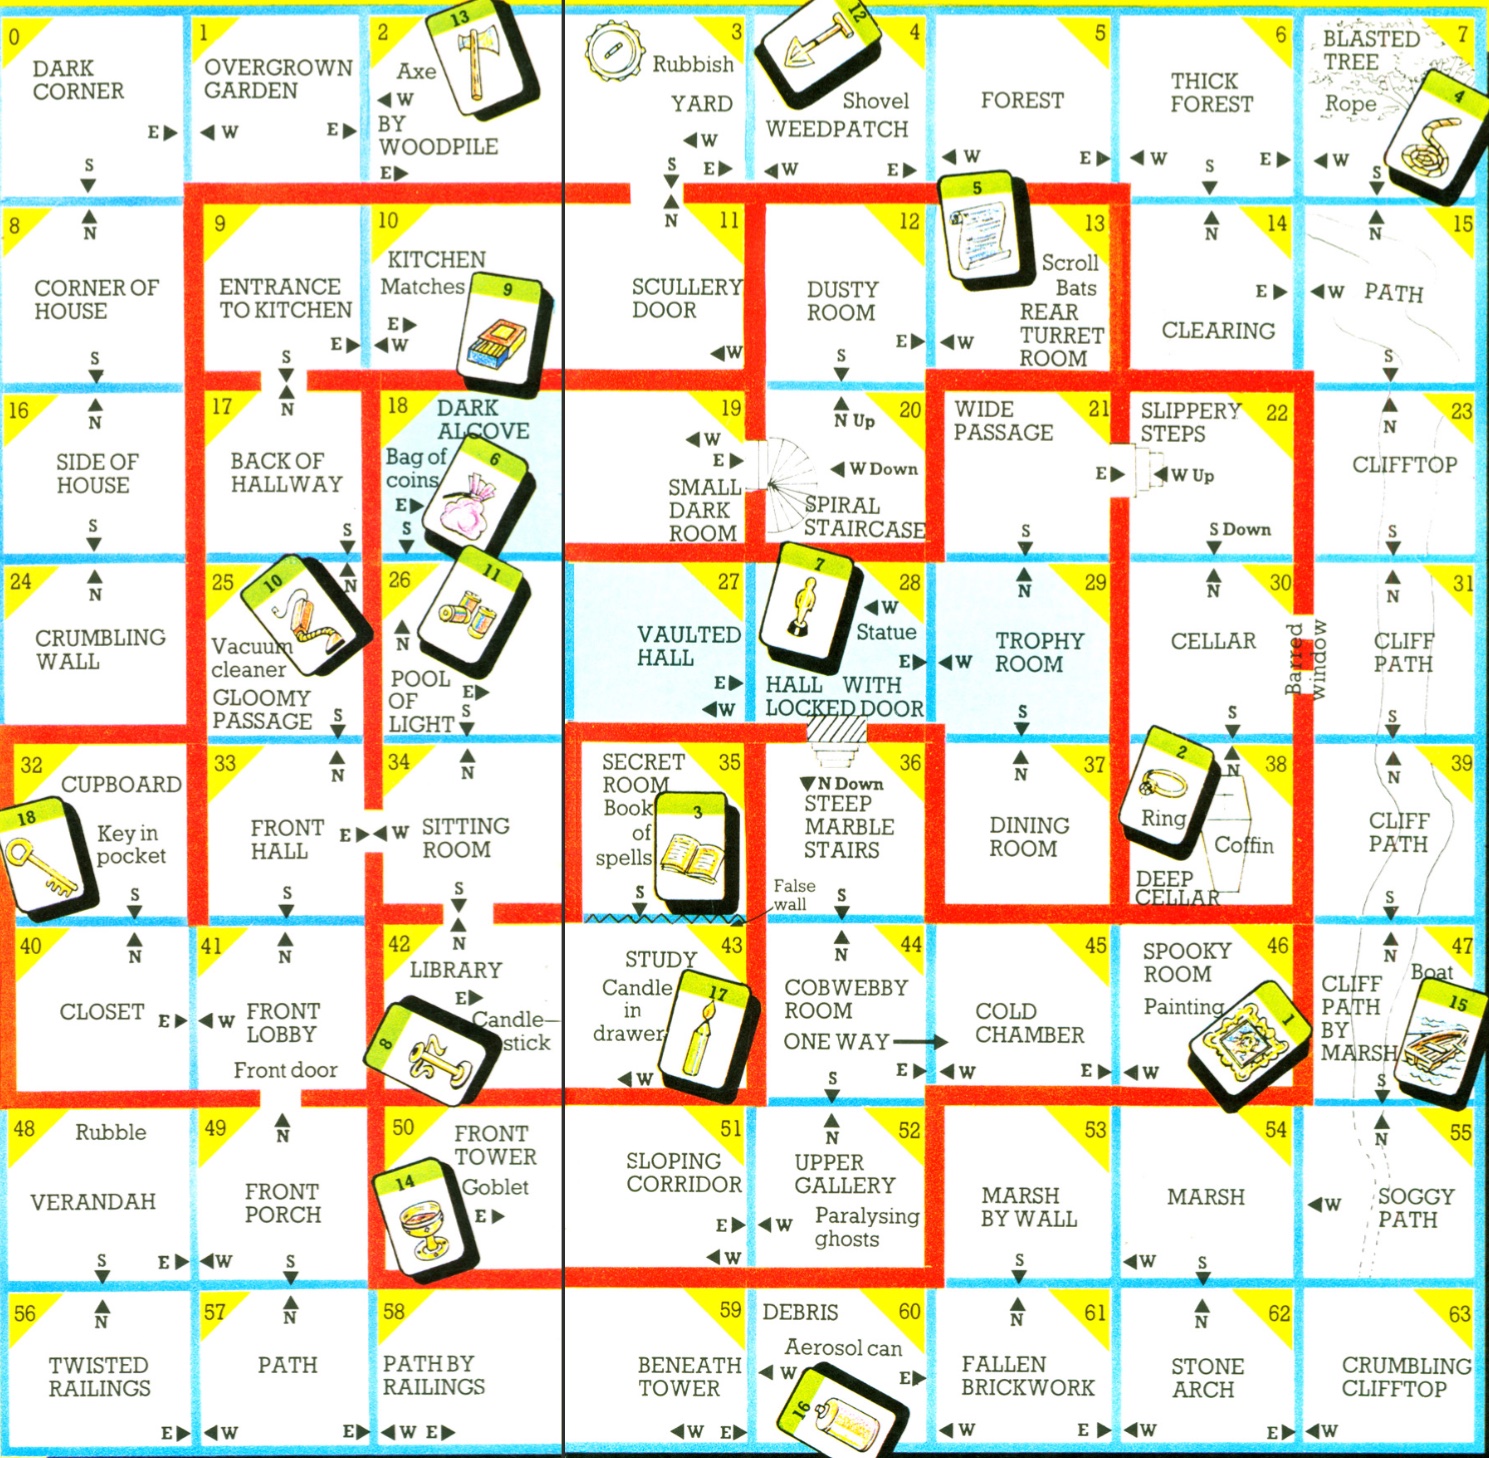 0
DARK
CORNER
E
S
1
OVERGROWN
GARDEN
W
E
2
13
Axe
W
BY
WOODPILE
E
3
Rubbish
YARD
W
S
E
12
4
Shovel
WEEDPATCH
W
E
5
FOREST
W
E
6
THICK
FOREST
W
S
E
BLASTED
TREE
7
Rope
4
W
S
8
N
CORNER OF
HOUSE
S
9
ENTRANCE
TO KITCHEN
E
S
10
KITCHEN
Matches
9
E
W
N
11
SCULLERY
DOOR
W
12
DUSTY
ROOM
E
S
5
13
Scroll
Bats
REAR
TURRET
ROOM
W
N
14
E
CLEARING
N
15
W
PATH
S
16
N
SIDE OF
HOUSE
S
17
N
BACK OF
HALLWAY
S
18
DARK
ALCOVE
Bag of
coins
6
E
S
19
W
E
SMALL
DARK
ROOM
N Up
20
W Down
SPIRAL
STAIRCASE
WIDE
PASSAGE
21
E
S
SLIPPERY
STEPS
22
W Up
S Down
N
23
CLIFFTOP
S
24
N
CRUMBLING
WALL
25
10
N
Vacuum
cleaner
GLOOMY
PASSAGE
S
26
11
N
POOL
OF
LIGHT
E
S
27
VAULTED
HALL
E
W
7
28
W
Statue
E
HALL WITH
LOCKED DOOR
N
29
W
TROPHY
ROOM
S
N
30
CELLAR
S
Barred
window
N
31
CLIFF
PATH
S
32
CUPBOARD
18
Key in
pocket
S
33
N
FRONT
HALL
E
S
34
N
W
SITTING
ROOM
S
SECRET
ROOM
35
Book
of
spells
3
S
False
wall
36
N Down
STEEP
MARBLE
STAIRS
S
N
37
DINING
ROOM
2
N
38
Ring
Coffin
DEEP
CELLAR
N
39
CLIFF
PATH
S
40
N
CLOSET
E
41
N
W
FRONT
LOBBY
Front door
42
N
LIBRARY
E
8
Candle–
stick
43
STUDY
Candle
in
drawer
17
W
N
44
COBWEBBY
ROOM
ONE WAY
E
S
45
COLD
CHAMBER
W
E
SPOOKY
ROOM
46
Painting
1
W
N
47
Boat
CLIFF
PATH
BY
MARSH
15
S
48
Rubble
VERANDAH
S
E
49
N
FRONT
PORCH
W
S
50
FRONT
TOWER
14
Goblet
E
51
SLOPING
CORRIDOR
E
W
N
52
UPPER
GALLERY
W
Paralysing
ghosts
53
MARSH
BY WALL
S
54
MARSH
W
S
N
55
W
SOGGY
PATH
56
N
TWISTED
RAILINGS
E
57
N
PATH
W
E
58
PATH BY
RAILINGS
W E
59
BENEATH
TOWER
W E
DEBRIS
60
Aerosol can
W
E
16
N
61
FALLEN
BRICKWORK
W
E
N
62
STONE
ARCH
W
E
63
CRUMBLING
CLIFFTOP
W